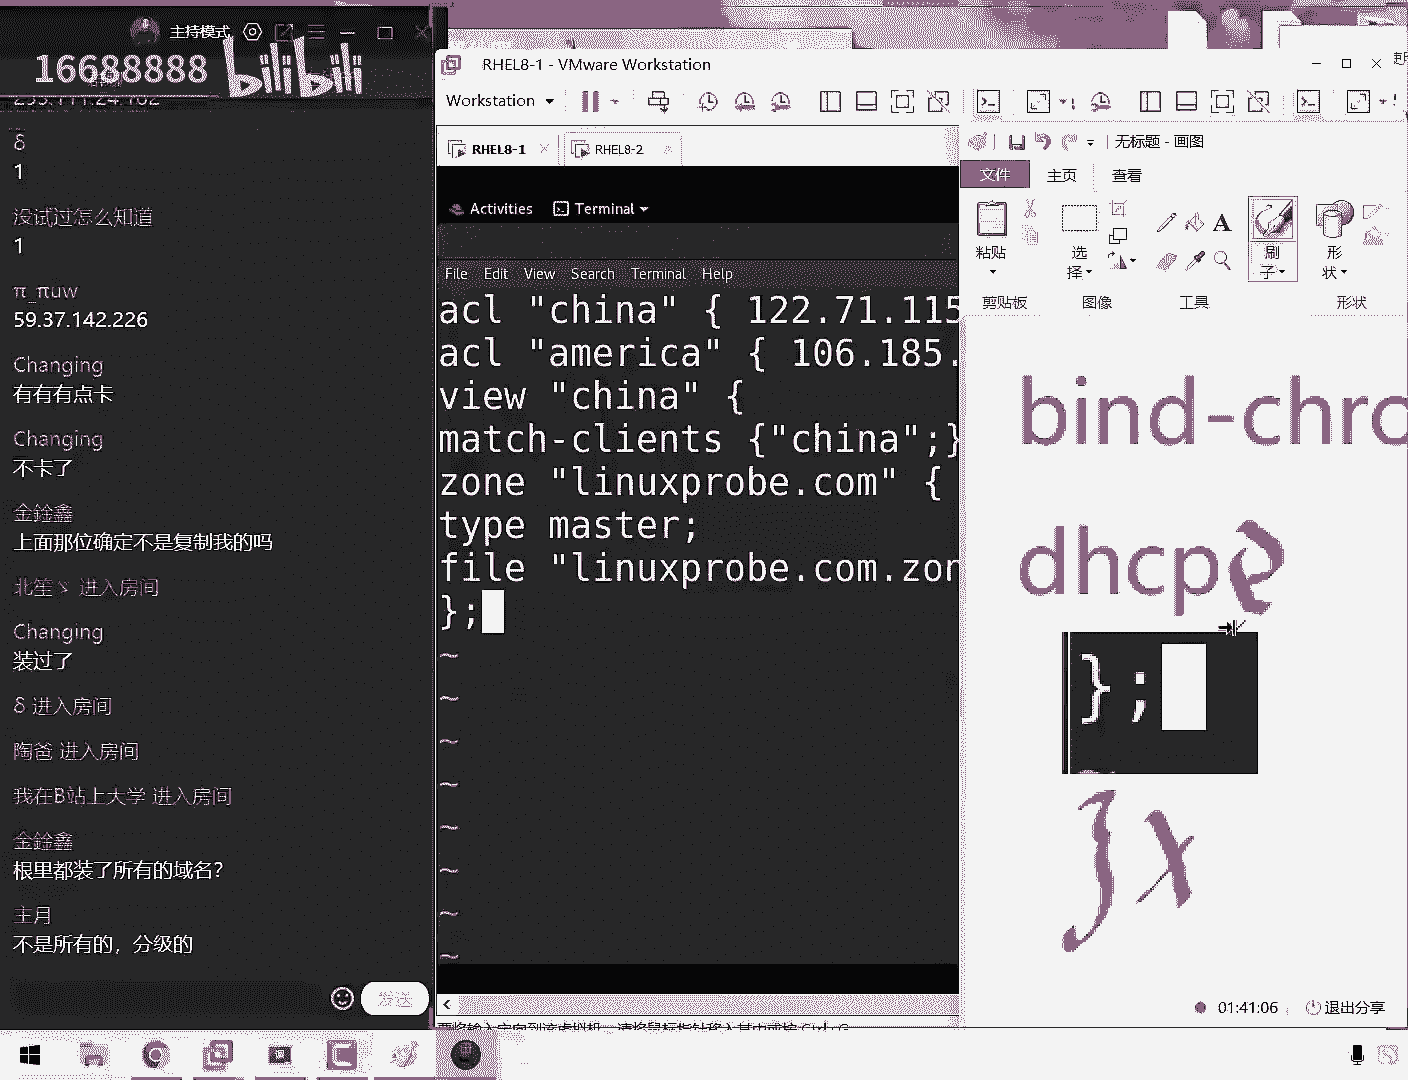 主持模式
16688888 bilibili
δ
1
没试过怎么知道
1
π_πuw
59.37.142.226
Changing
有有有点卡
Changing
不卡了
金鍂鑫
上面那位确定不是复制我的吗
北笙ゞ 进入房间
Changing
装过了
δ 进入房间
陶爸 进入房间
我在B站上大学 进入房间
金鍂鑫
根里都装了所有的域名?
主月
不是所有的，分级的
发送
RHEL8-1 - VMware Workstation
Workstation
RHEL8-1
RHEL8-2
Activities
Terminal
File Edit View Search Terminal Help
acl "china" { 122.71.115
acl "america" { 106.185.
view "china" {
match-clients {"china";}
zone "linuxprobe.com" {
type master;
file "linuxprobe.com.zon
};
~
~
~
~
~
~
~
~
无标题 - 画图
文件 主页 查看
粘贴
选择
刷子
形状
剪贴板 图像 工具 形状
bind-chro
dhcp
};
01:41:06 退出分享